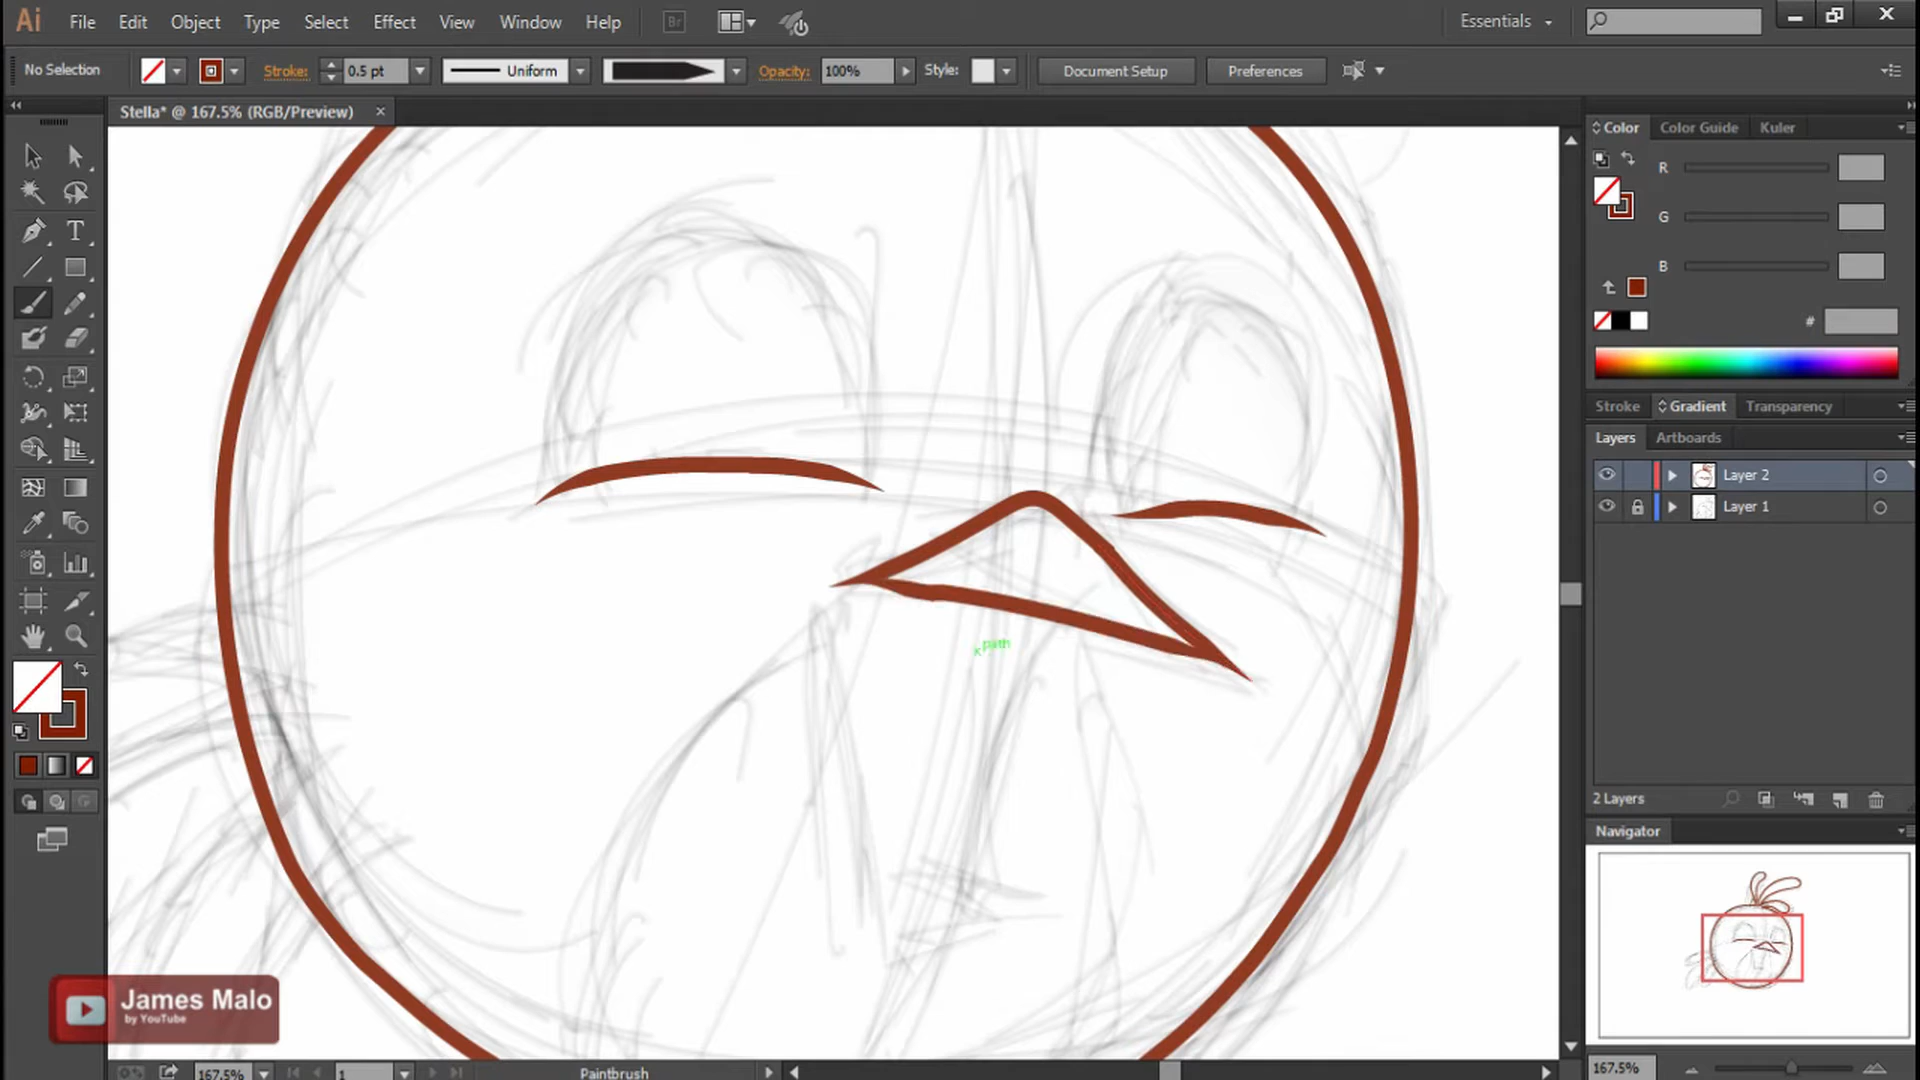 Ai File Edit Object Type Select Effect View Window Help Br Essentials
No Selection Stroke: 0.5 pt Uniform Opacity: 100% Style: Document Setup Preferences
Stella* @ 167.5% (RGB/Preview) ×
Color Color Guide Kuler
R
G
B
#
Stroke Gradient Transparency
Layers Artboards
Layer 2
Layer 1
path
2 Layers
Navigator
James Malo
by YouTube
167.5% 1 Paintbrush 167.5%